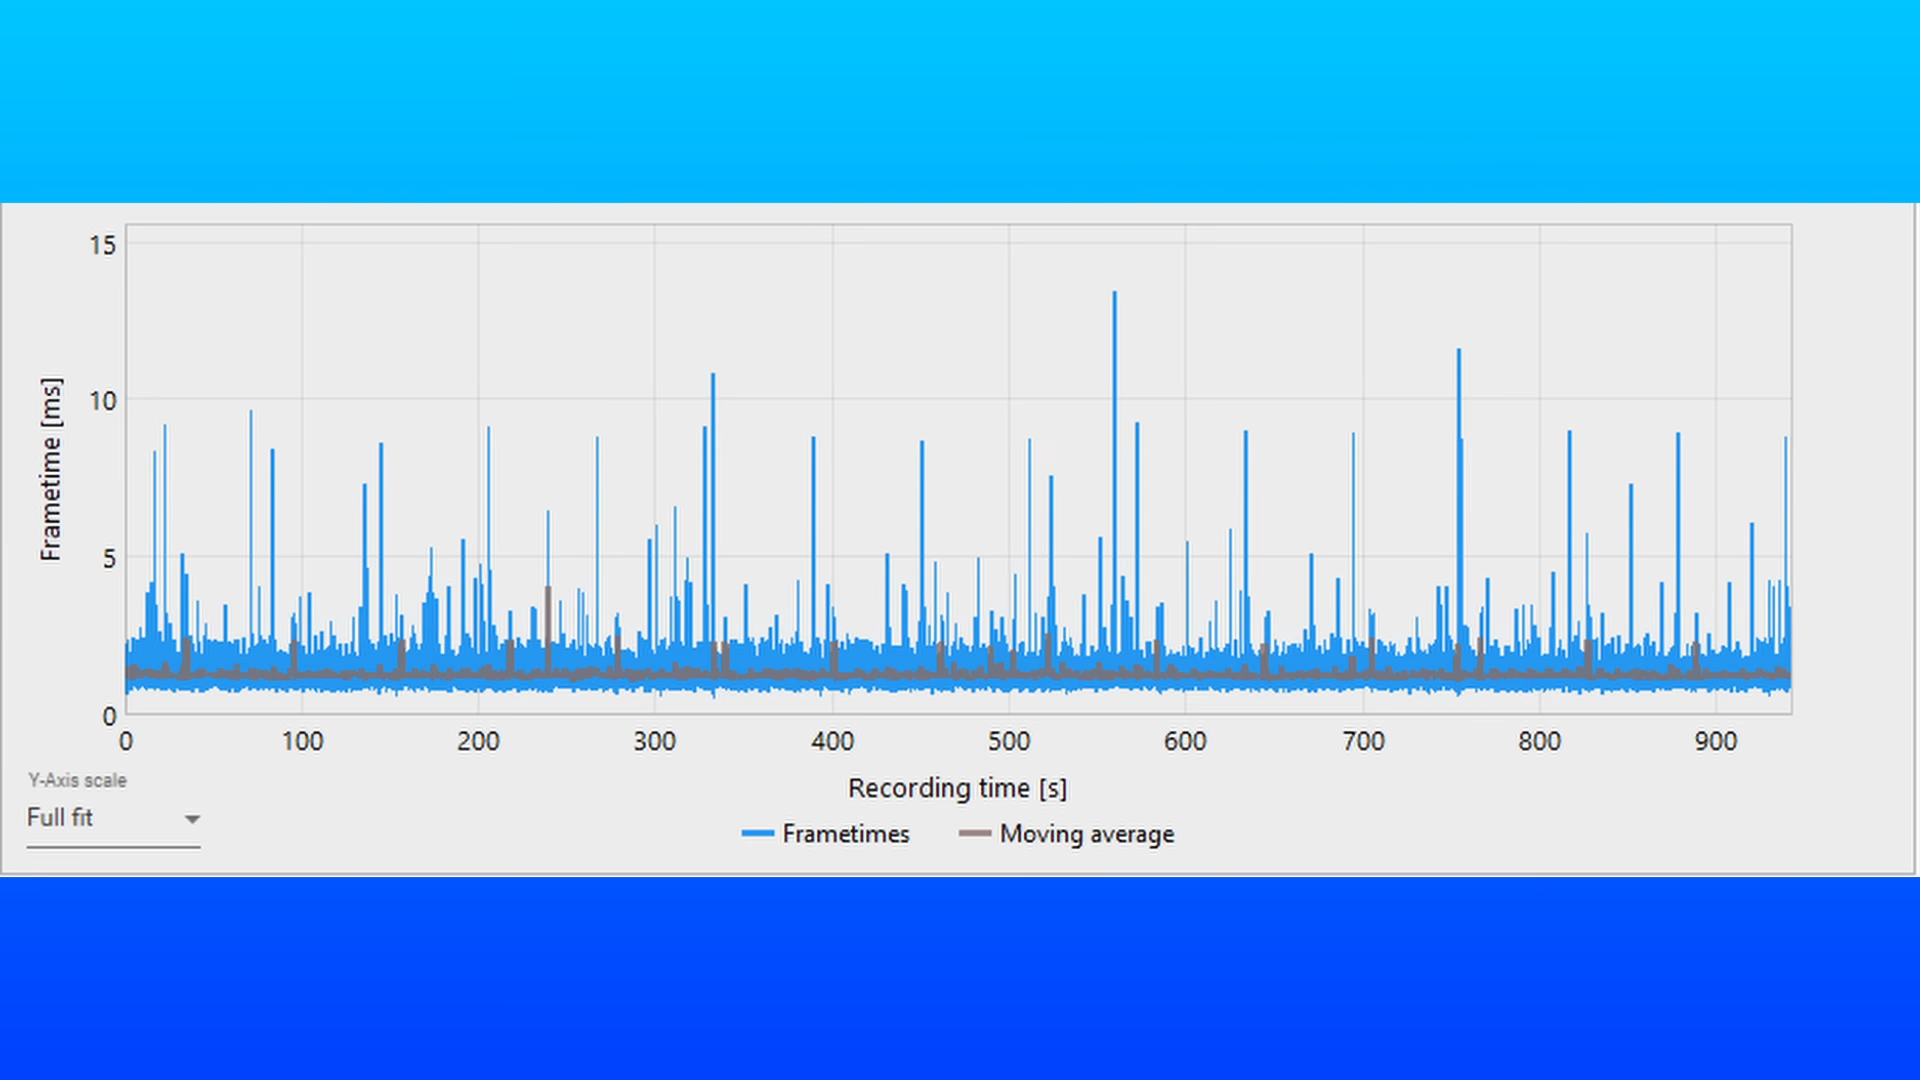 15
10
5
0
Frametime [ms]
0 100 200 300 400 500 600 700 800 900
Recording time [s]
Y-Axis scale
Full fit
Frametimes Moving average